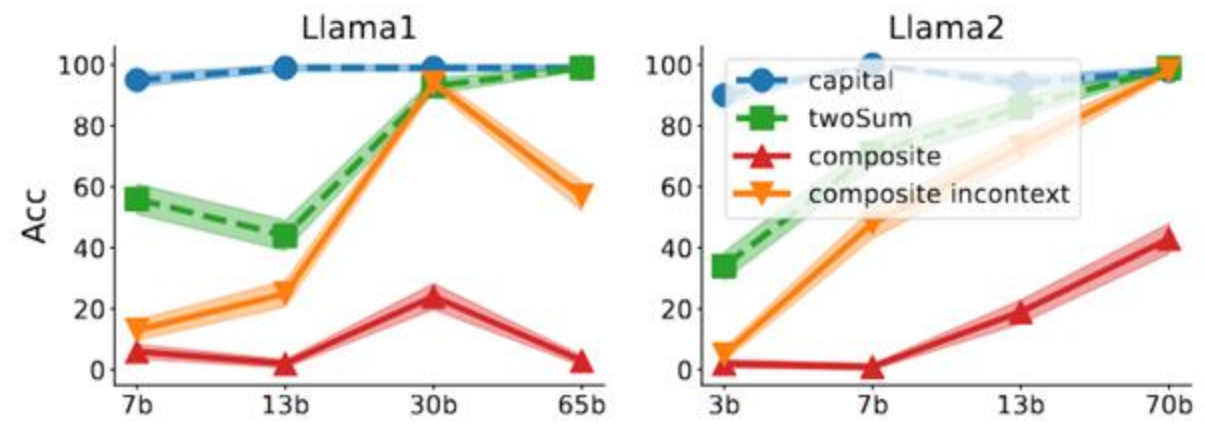 Llama1
Llama2
Acc
100
80
60
40
20
0
7b
13b
30b
65b
100
80
60
40
20
0
3b
7b
13b
70b
capital
twoSum
composite
composite incontext